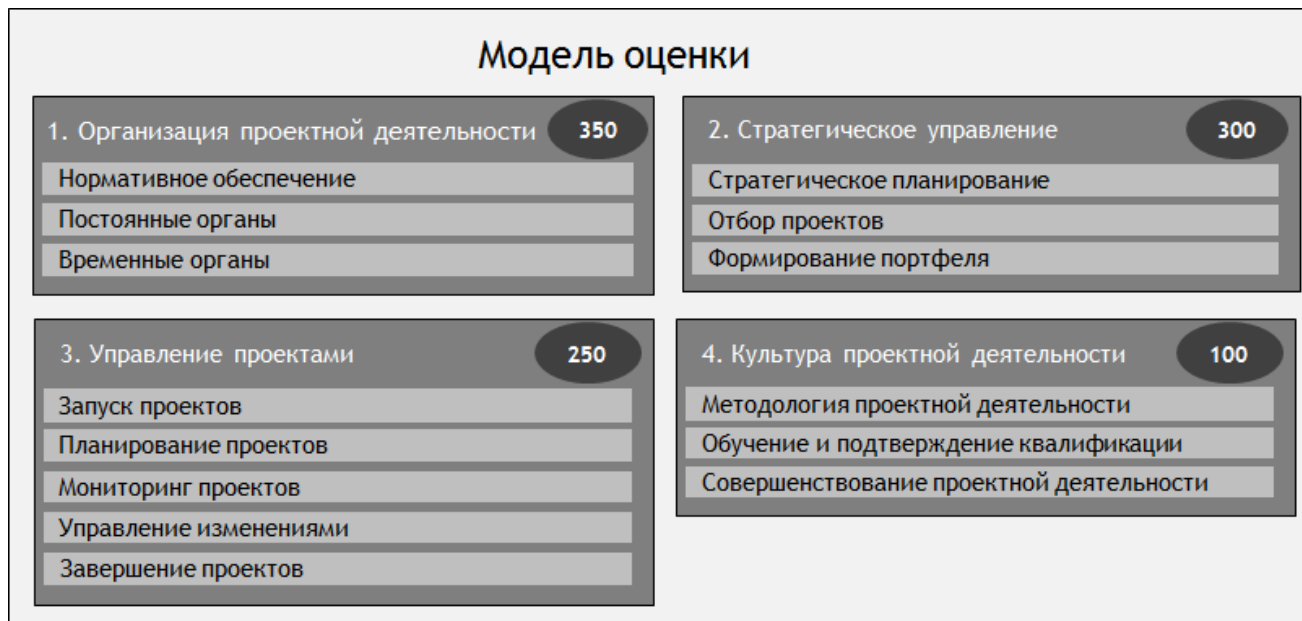 Модель оценки
1. Организация проектной деятельности 350
Нормативное обеспечение
Постоянные органы
Временные органы
2. Стратегическое управление 300
Стратегическое планирование
Отбор проектов
Формирование портфеля
3. Управление проектами 250
Запуск проектов
Планирование проектов
Мониторинг проектов
Управление изменениями
Завершение проектов
4. Культура проектной деятельности 100
Методология проектной деятельности
Обучение и подтверждение квалификации
Совершенствование проектной деятельности